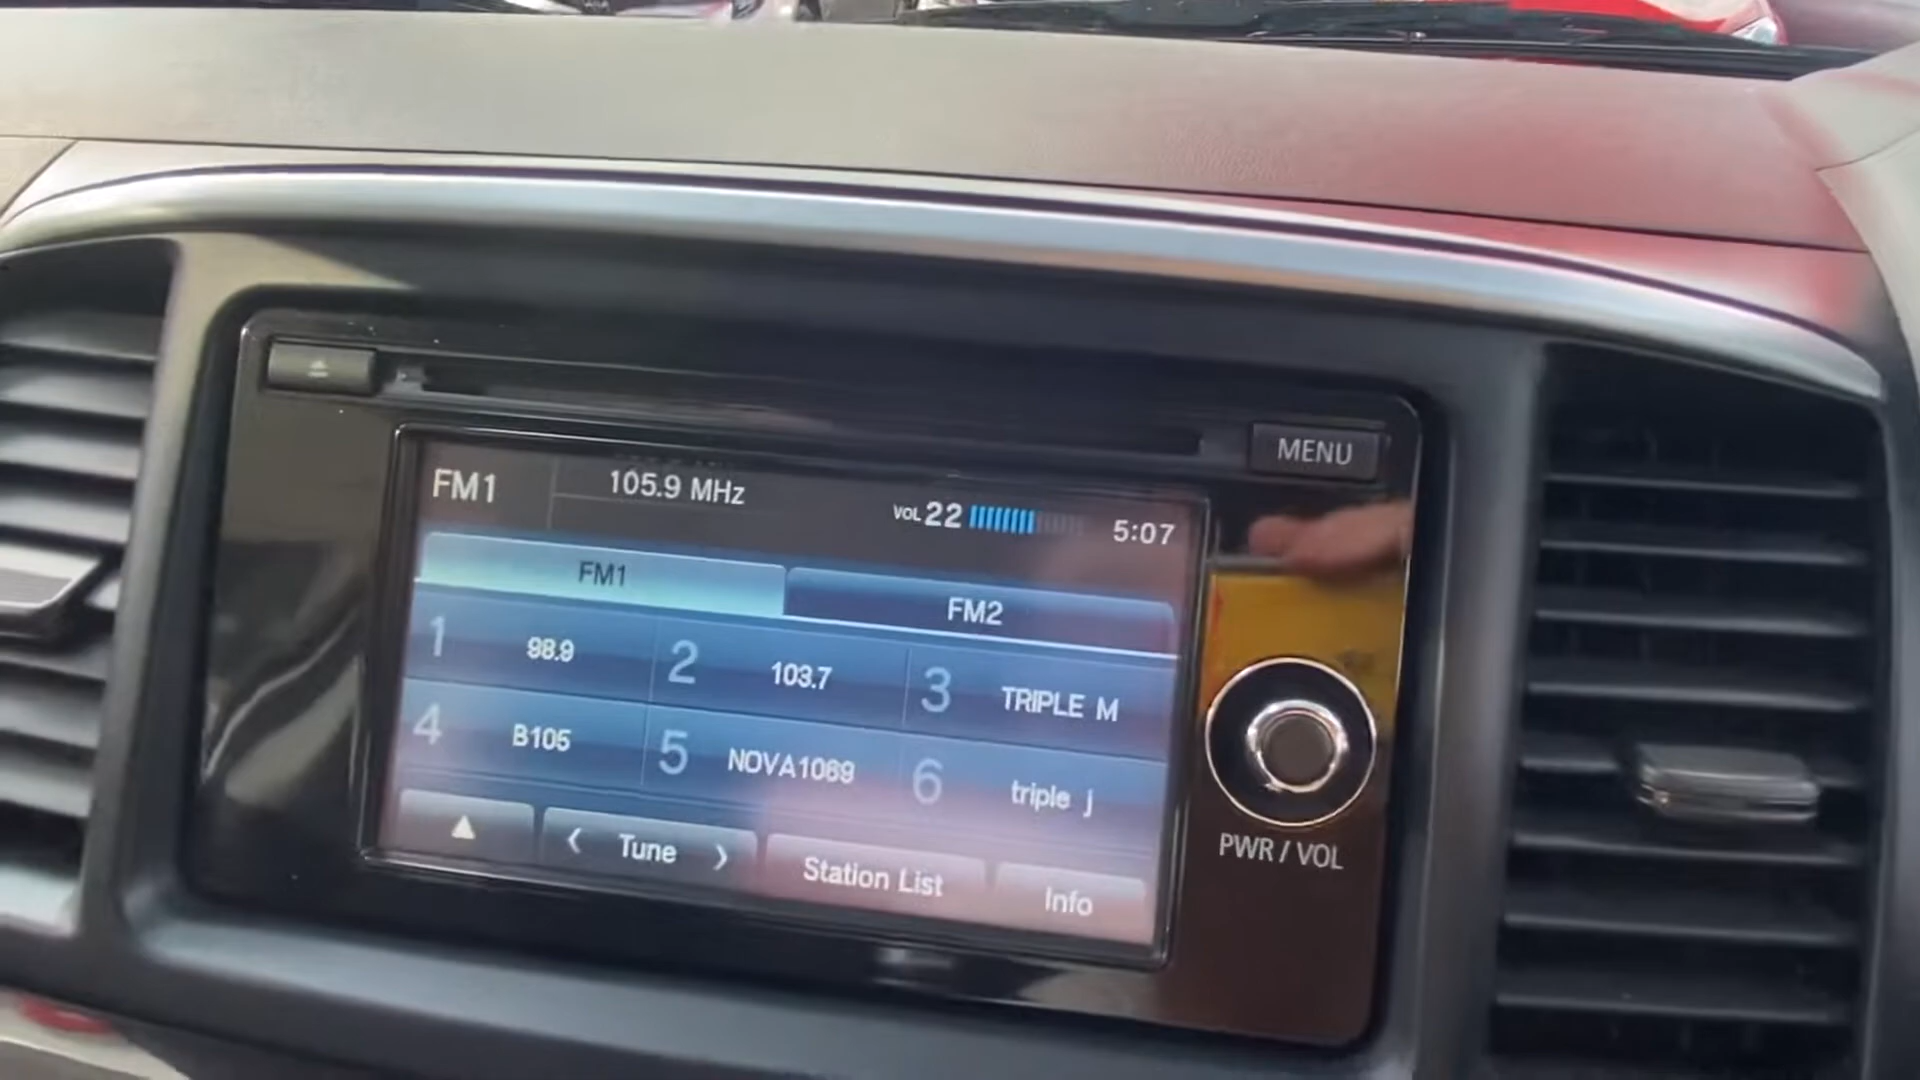 MENU
FM1 105.9 MHz VOL 22 5:07
FM1 FM2
1 98.9 2 103.7 3 TRIPLE M
4 B105 5 NOVA1069 6 triple j
Tune Station List Info
PWR / VOL